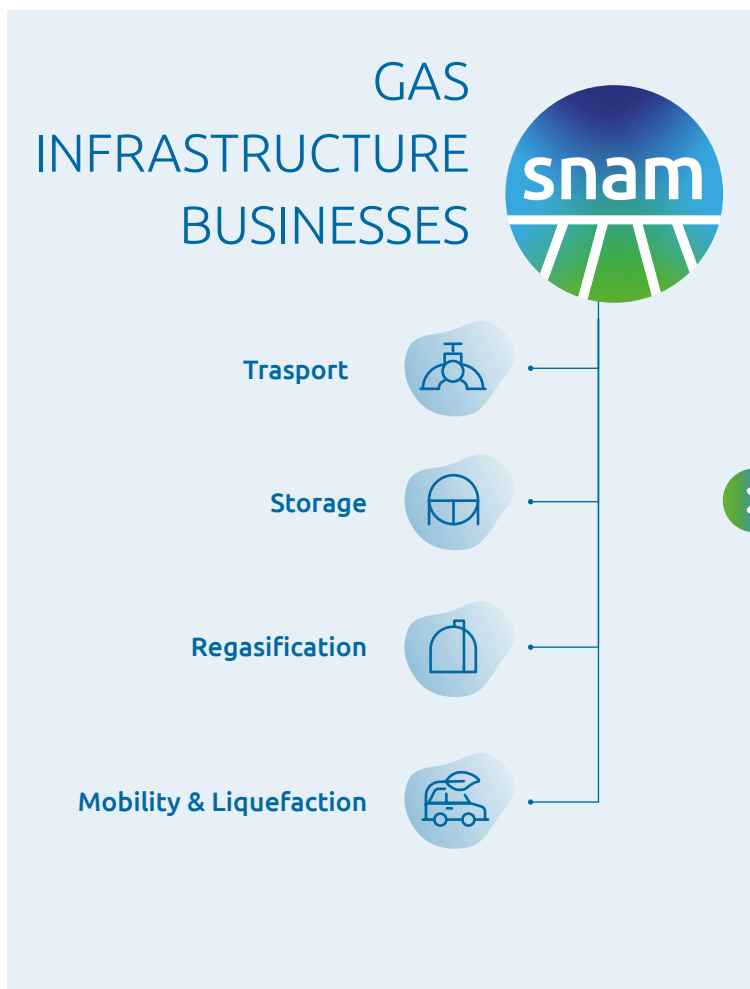 GAS
INFRASTRUCTURE
BUSINESSES
snam
Trasport
Storage
Regasification
Mobility & Liquefaction